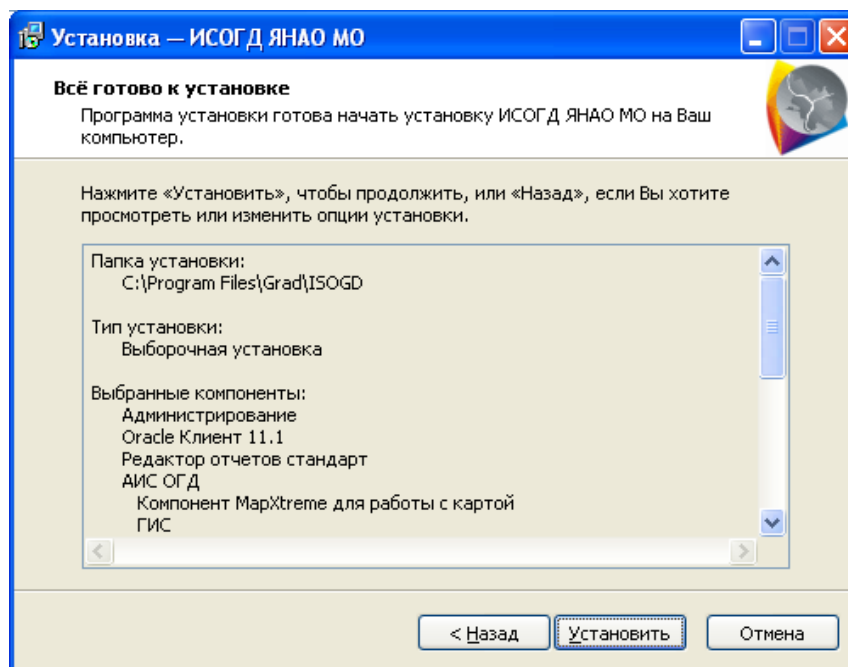 Установка — ИСОГД ЯНАО МО
Всё готово к установке
Программа установки готова начать установку ИСОГД ЯНАО МО на Ваш
компьютер.
Нажмите «Установить», чтобы продолжить, или «Назад», если Вы хотите
просмотреть или изменить опции установки.
Папка установки:
C:\Program Files\Grad\ISOGD
Тип установки:
Выборочная установка
Выбранные компоненты:
Администрирование
Oracle Клиент 11.1
Редактор отчетов стандарт
АИС ОГД
Компонент MapXtreme для работы с картой
ГИС
< Назад
Установить
Отмена